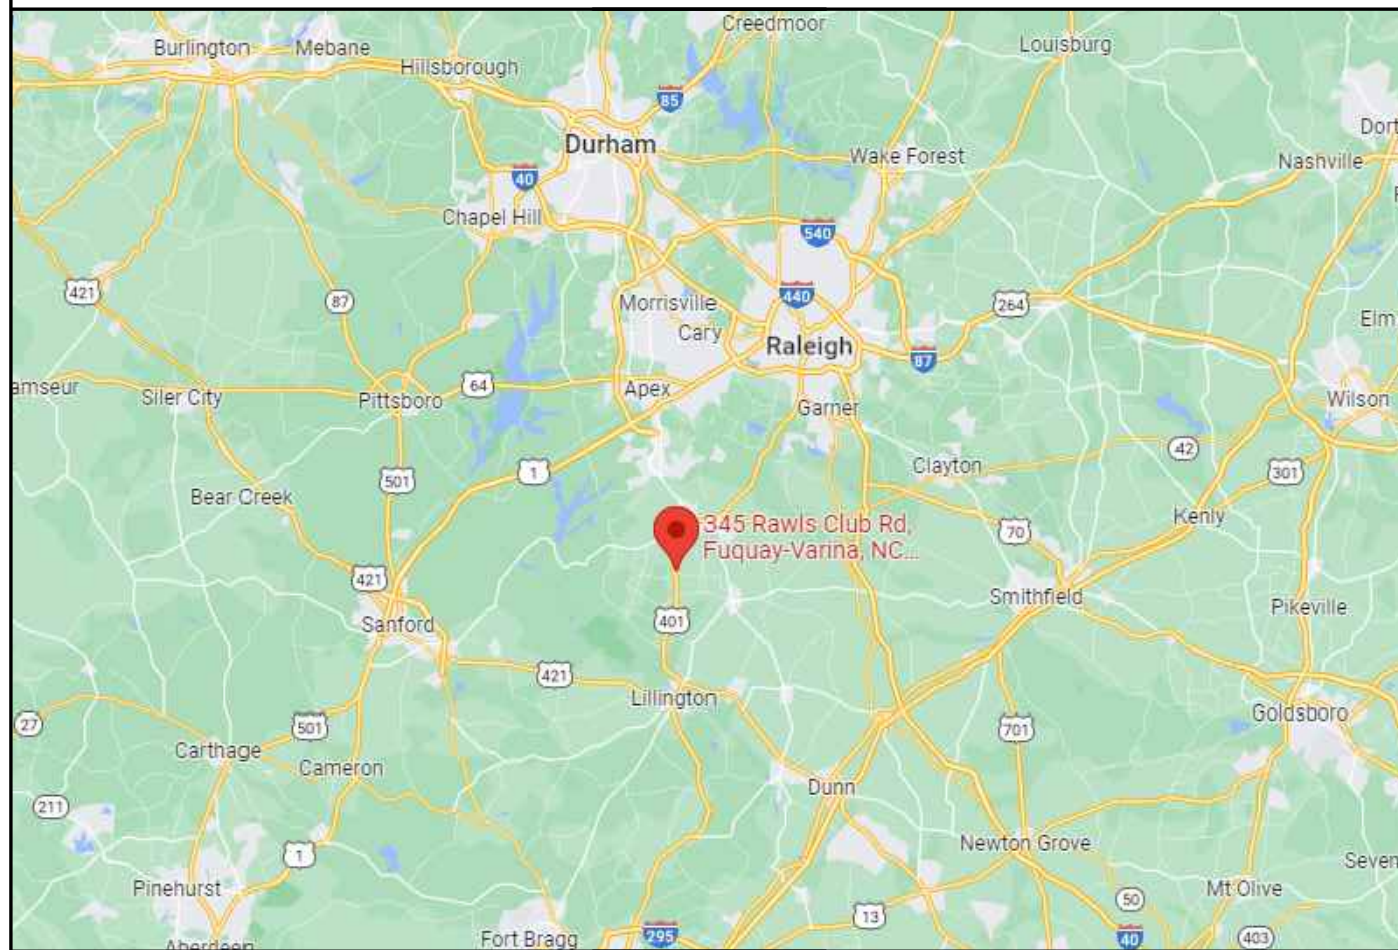 Creedmoor
Louisburg
Burlington
Mebane
Hillsborough
85
Durham
Dort
Wake Forest
Nashville
40
Chapel Hill
540
421
87
Morrisville
440
264
Cary
Raleigh
Elm
87
amseur
Siler City
Pittsboro
64
Apex
Garner
Wilson
42
Clayton
1
501
301
Bear Creek
Kenly
345 Rawls Club Rd,
Fuquay-Varina, NC...
70
421
Smithfield
Pikeville
Sanford
401
421
Lillington
27
501
701
Goldsboro
Carthage
Cameron
211
Dunn
1
Newton Grove
Seven
Pinehurst
Mt Olive
50
13
Aberdeen
Fort Bragg
295
40
403